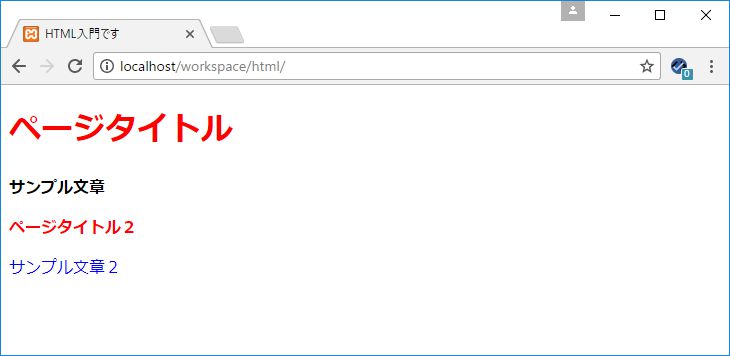 HTML入門です
localhost/workspace/html/
0
ページタイトル
サンプル文章
ページタイトル２
サンプル文章２